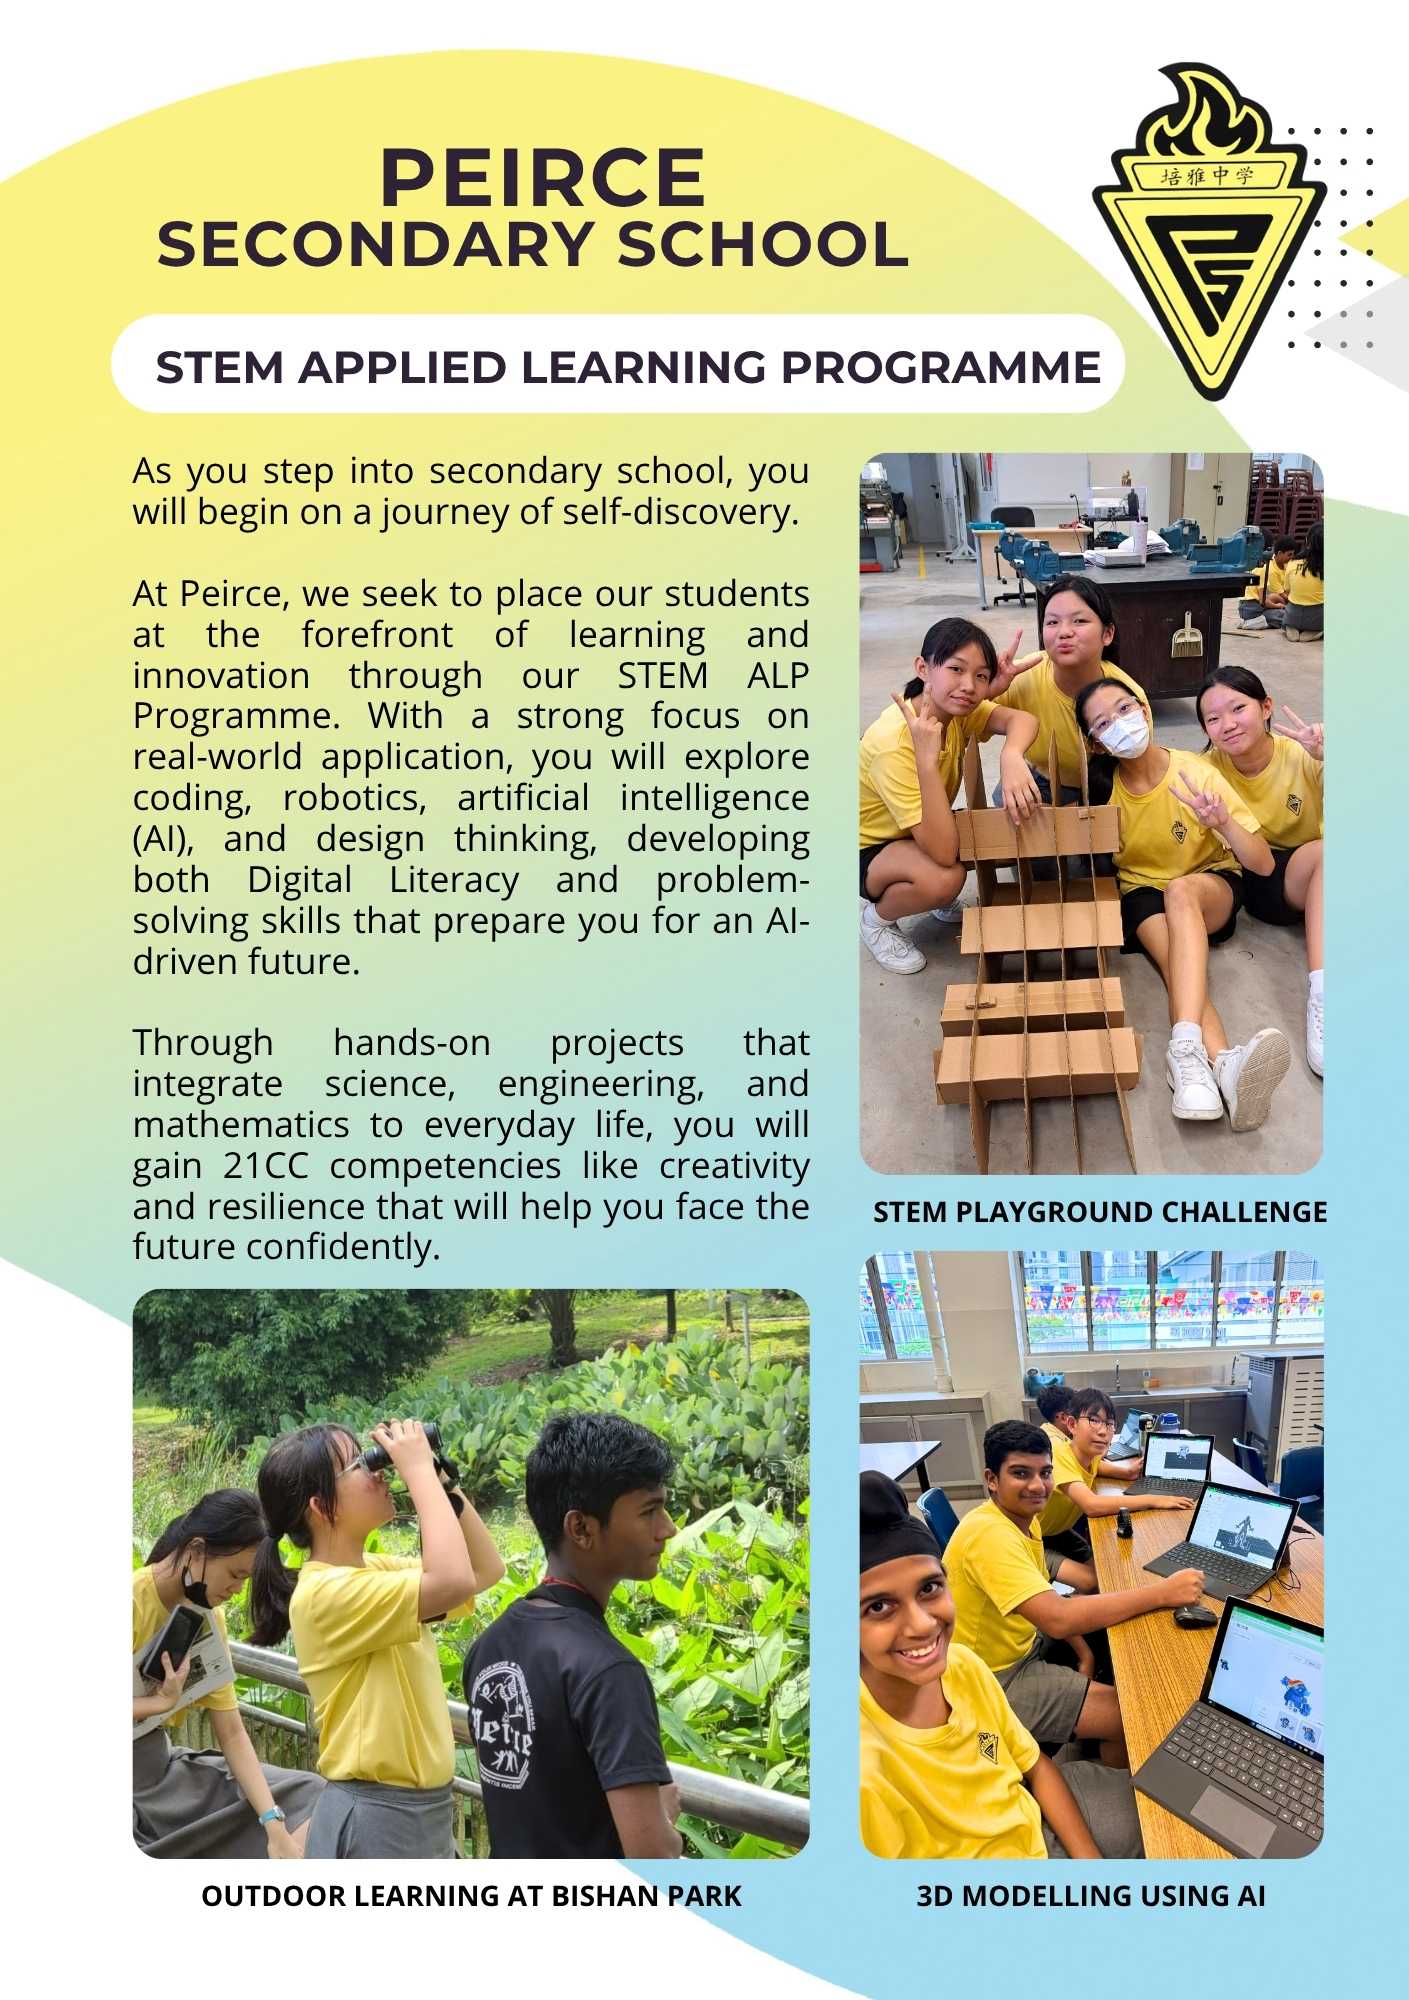 PEIRCE
SECONDARY SCHOOL
培雅中学
STEM APPLIED LEARNING PROGRAMME
As you step into secondary school, you
will begin on a journey of self-discovery.
At Peirce, we seek to place our students
at the forefront of learning and
innovation through our STEM ALP
Programme. With a strong focus on
real-world application, you will explore
coding, robotics, artificial intelligence
(AI), and design thinking, developing
both Digital Literacy and problem-
solving skills that prepare you for an AI-
driven future.
Through hands-on projects that
integrate science, engineering, and
mathematics to everyday life, you will
gain 21CC competencies like creativity
and resilience that will help you face the
future confidently.
STEM PLAYGROUND CHALLENGE
Peirce
OUTDOOR LEARNING AT BISHAN PARK
3D MODELLING USING AI